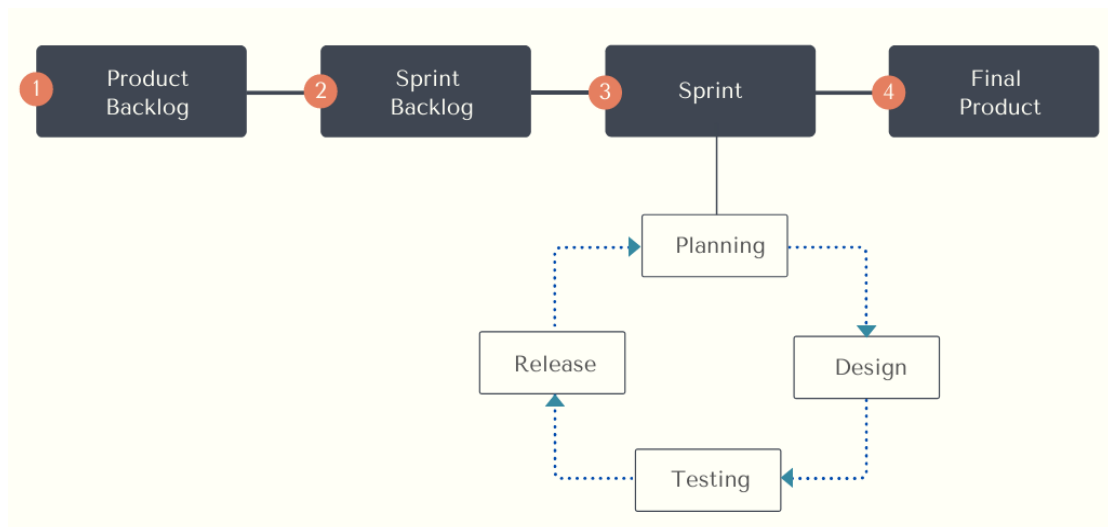 1
Product
Backlog
2
Sprint
Backlog
3
Sprint
4
Final
Product
Planning
Release
Design
Testing